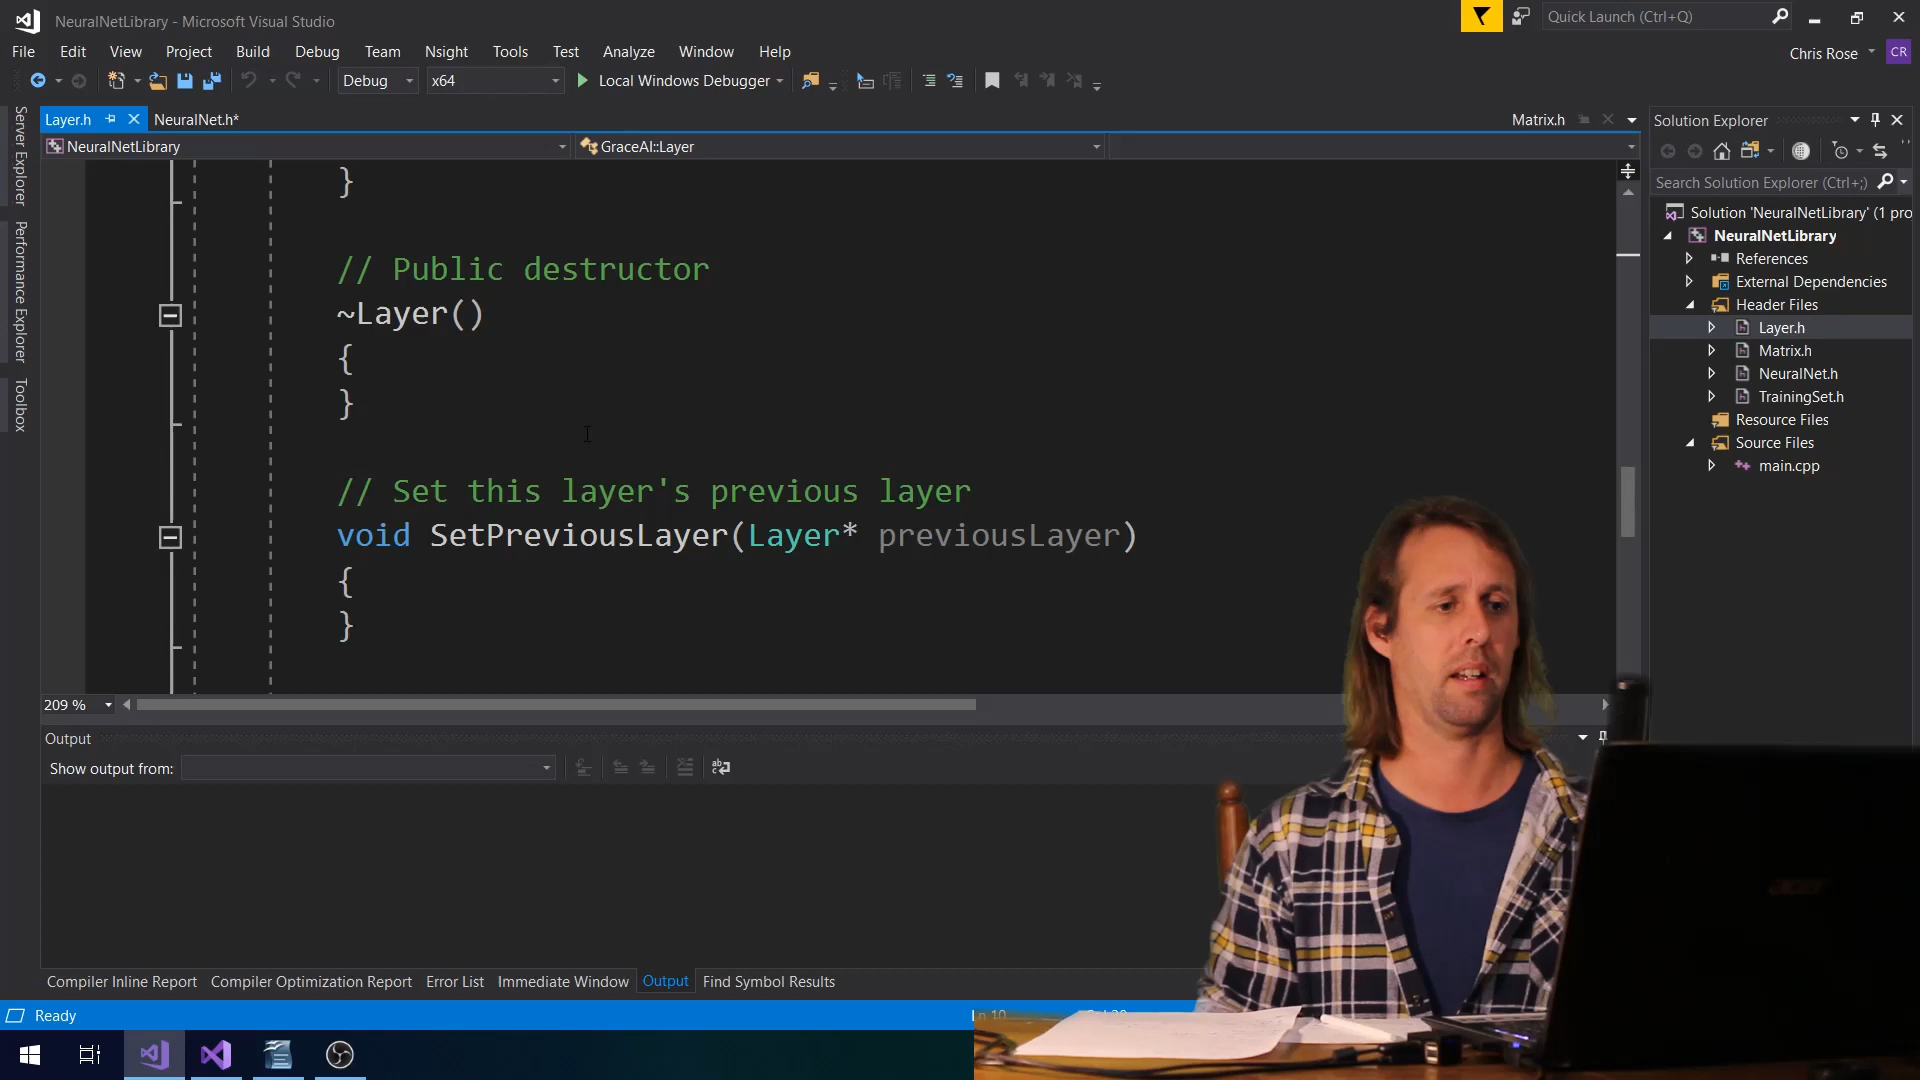 NeuralNetLibrary - Microsoft Visual Studio
Quick Launch (Ctrl+Q)
File Edit View Project Build Debug Team Nsight Tools Test Analyze Window Help
Chris Rose CR
Debug x64 Local Windows Debugger
Layer.h NeuralNet.h* Matrix.h
NeuralNetLibrary GraceAI::Layer
Server Explorer
Performance Explorer
Toolbox
}
// Public destructor
~Layer()
{
}
// Set this layer's previous layer
void SetPreviousLayer(Layer* previousLayer)
{
}
209 %
Solution Explorer
Search Solution Explorer (Ctrl+;)
Solution 'NeuralNetLibrary' (1 pro
NeuralNetLibrary
References
External Dependencies
Header Files
Layer.h
Matrix.h
NeuralNet.h
TrainingSet.h
Resource Files
Source Files
main.cpp
Output
Show output from:
Compiler Inline Report Compiler Optimization Report Error List Immediate Window Output Find Symbol Results
Ready